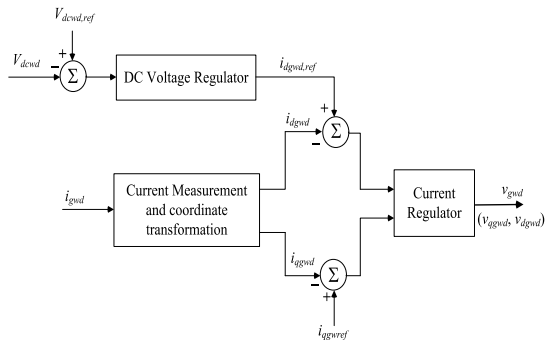 V_dcwd,ref
V_dcwd
+
−
Σ
DC Voltage Regulator
i_dgwd,ref
+
i_dgwd
−
Σ
i_gwd
Current Measurement
and coordinate
transformation
Current
Regulator
v_gwd
(v_qgwd, v_dgwd)
i_qgwd
−
+
Σ
i_qgwref